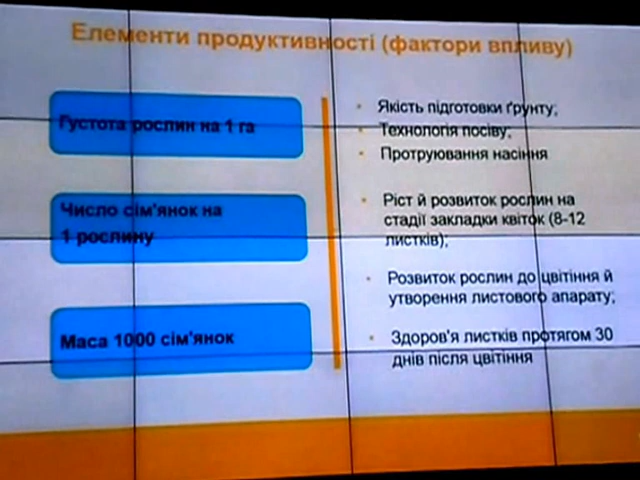 Елементи продуктивності (фактори впливу)
Густота рослин на 1 га
Якість підготовки ґрунту;
Технологія посіву;
Протруювання насіння
Число сім'янок на
1 рослину
Ріст й розвиток рослин на
стадії закладки квіток (8-12
листків);
Розвиток рослин до цвітіння й
утворення листового апарату;
Маса 1000 сім'янок
Здоров'я листків протягом 30
днів після цвітіння